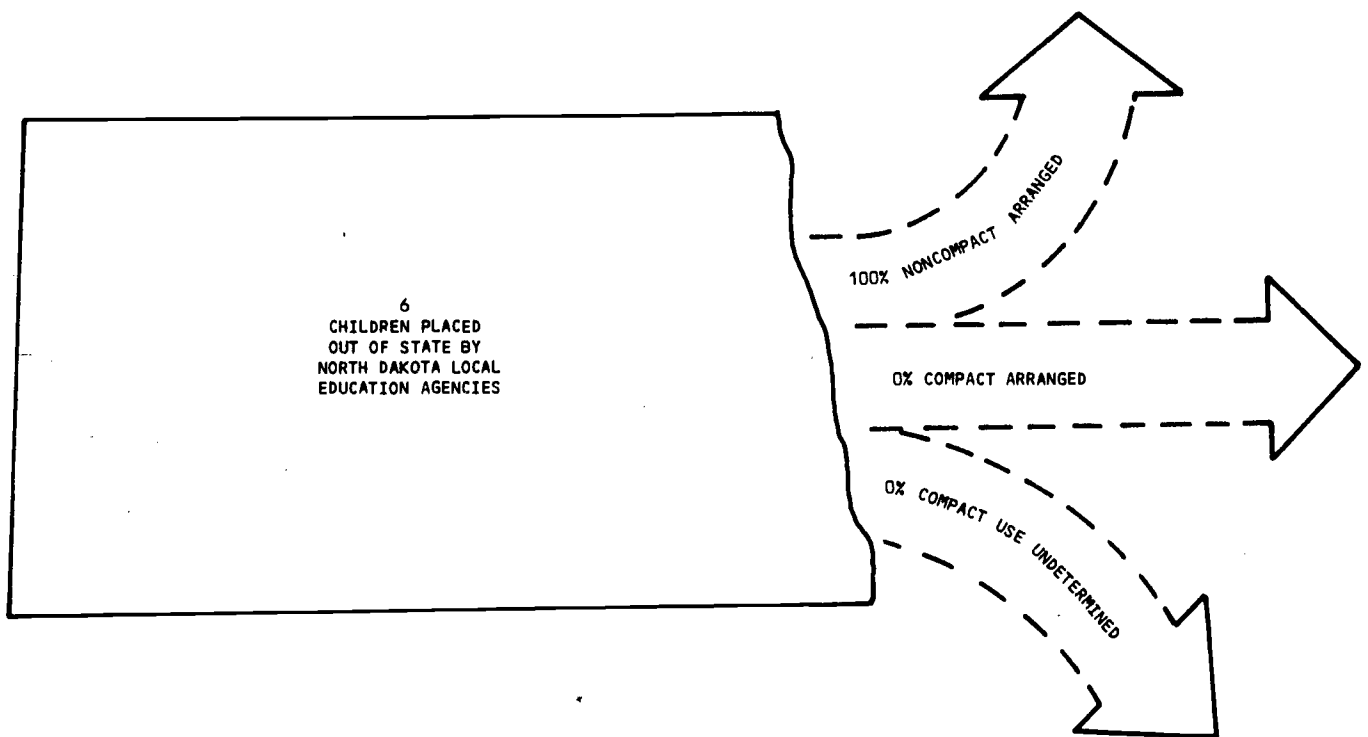 6
CHILDREN PLACED
OUT OF STATE BY
NORTH DAKOTA LOCAL
EDUCATION AGENCIES
100% NONCOMPACT ARRANGED
0% COMPACT ARRANGED
0% COMPACT USE UNDETERMINED